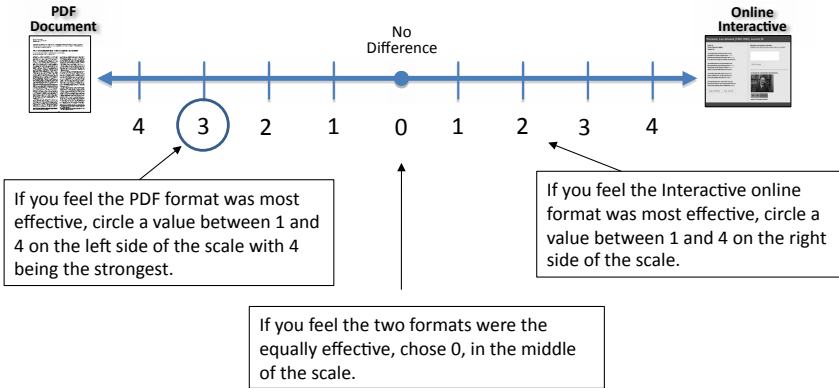 PDF
Document
No
Difference
Online
Interactive
4 3 2 1 0 1 2 3 4
If you feel the PDF format was most
effective, circle a value between 1 and
4 on the left side of the scale with 4
being the strongest.
If you feel the Interactive online
format was most effective, circle a
value between 1 and 4 on the right
side of the scale.
If you feel the two formats were the
equally effective, chose 0, in the middle
of the scale.